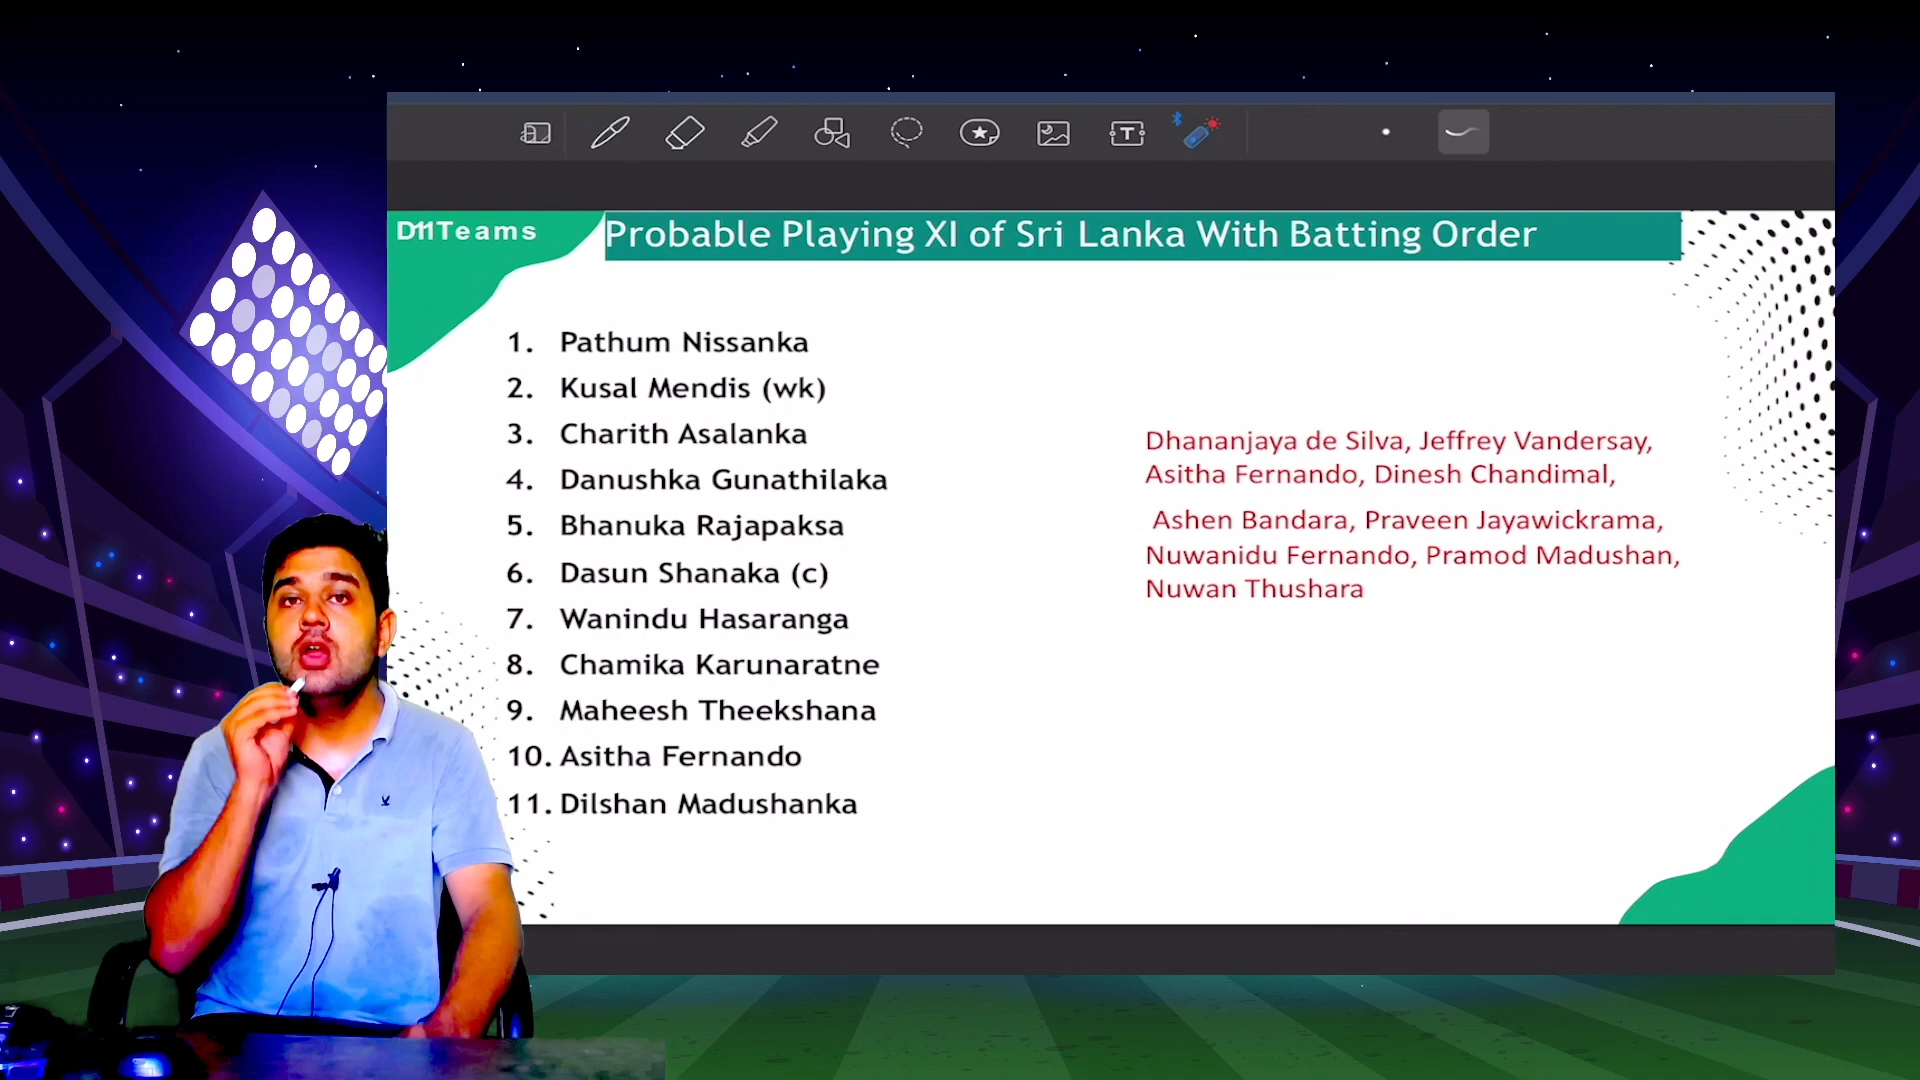 D11Teams
Probable Playing XI of Sri Lanka With Batting Order
1. Pathum Nissanka
2. Kusal Mendis (wk)
3. Charith Asalanka
4. Danushka Gunathilaka
5. Bhanuka Rajapaksa
6. Dasun Shanaka (c)
7. Wanindu Hasaranga
8. Chamika Karunaratne
9. Maheesh Theekshana
10. Asitha Fernando
11. Dilshan Madushanka
Dhananjaya de Silva, Jeffrey Vandersay,
Asitha Fernando, Dinesh Chandimal,
Ashen Bandara, Praveen Jayawickrama,
Nuwanidu Fernando, Pramod Madushan,
Nuwan Thushara